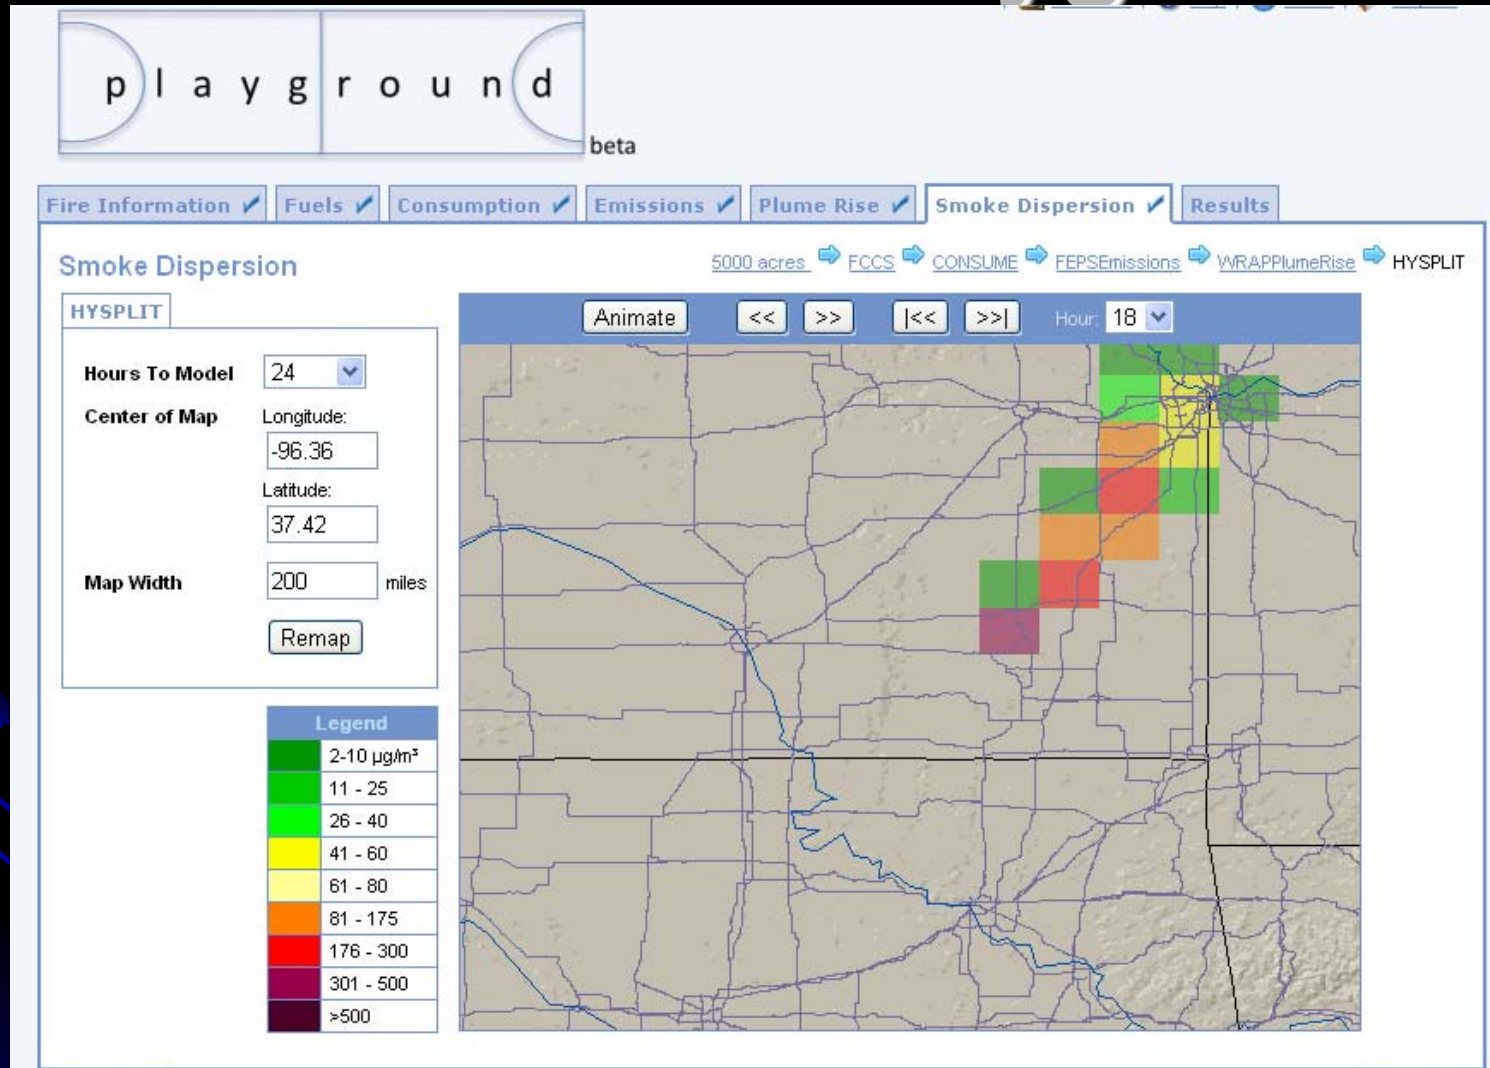 playground
beta
Fire Information Fuels Consumption Emissions Plume Rise Smoke Dispersion Results
Smoke Dispersion
5000 acres FCCS CONSUME FEPSEmissions WRAPPlumeRise HYSPLIT
HYSPLIT
Animate << >> |<< >>| Hour: 18
Hours To Model 24
Center of Map Longitude:
-96.36
Latitude:
37.42
Map Width 200 miles
Remap
Legend
2-10 µg/m³
11 - 25
26 - 40
41 - 60
61 - 80
81 - 175
176 - 300
301 - 500
>500